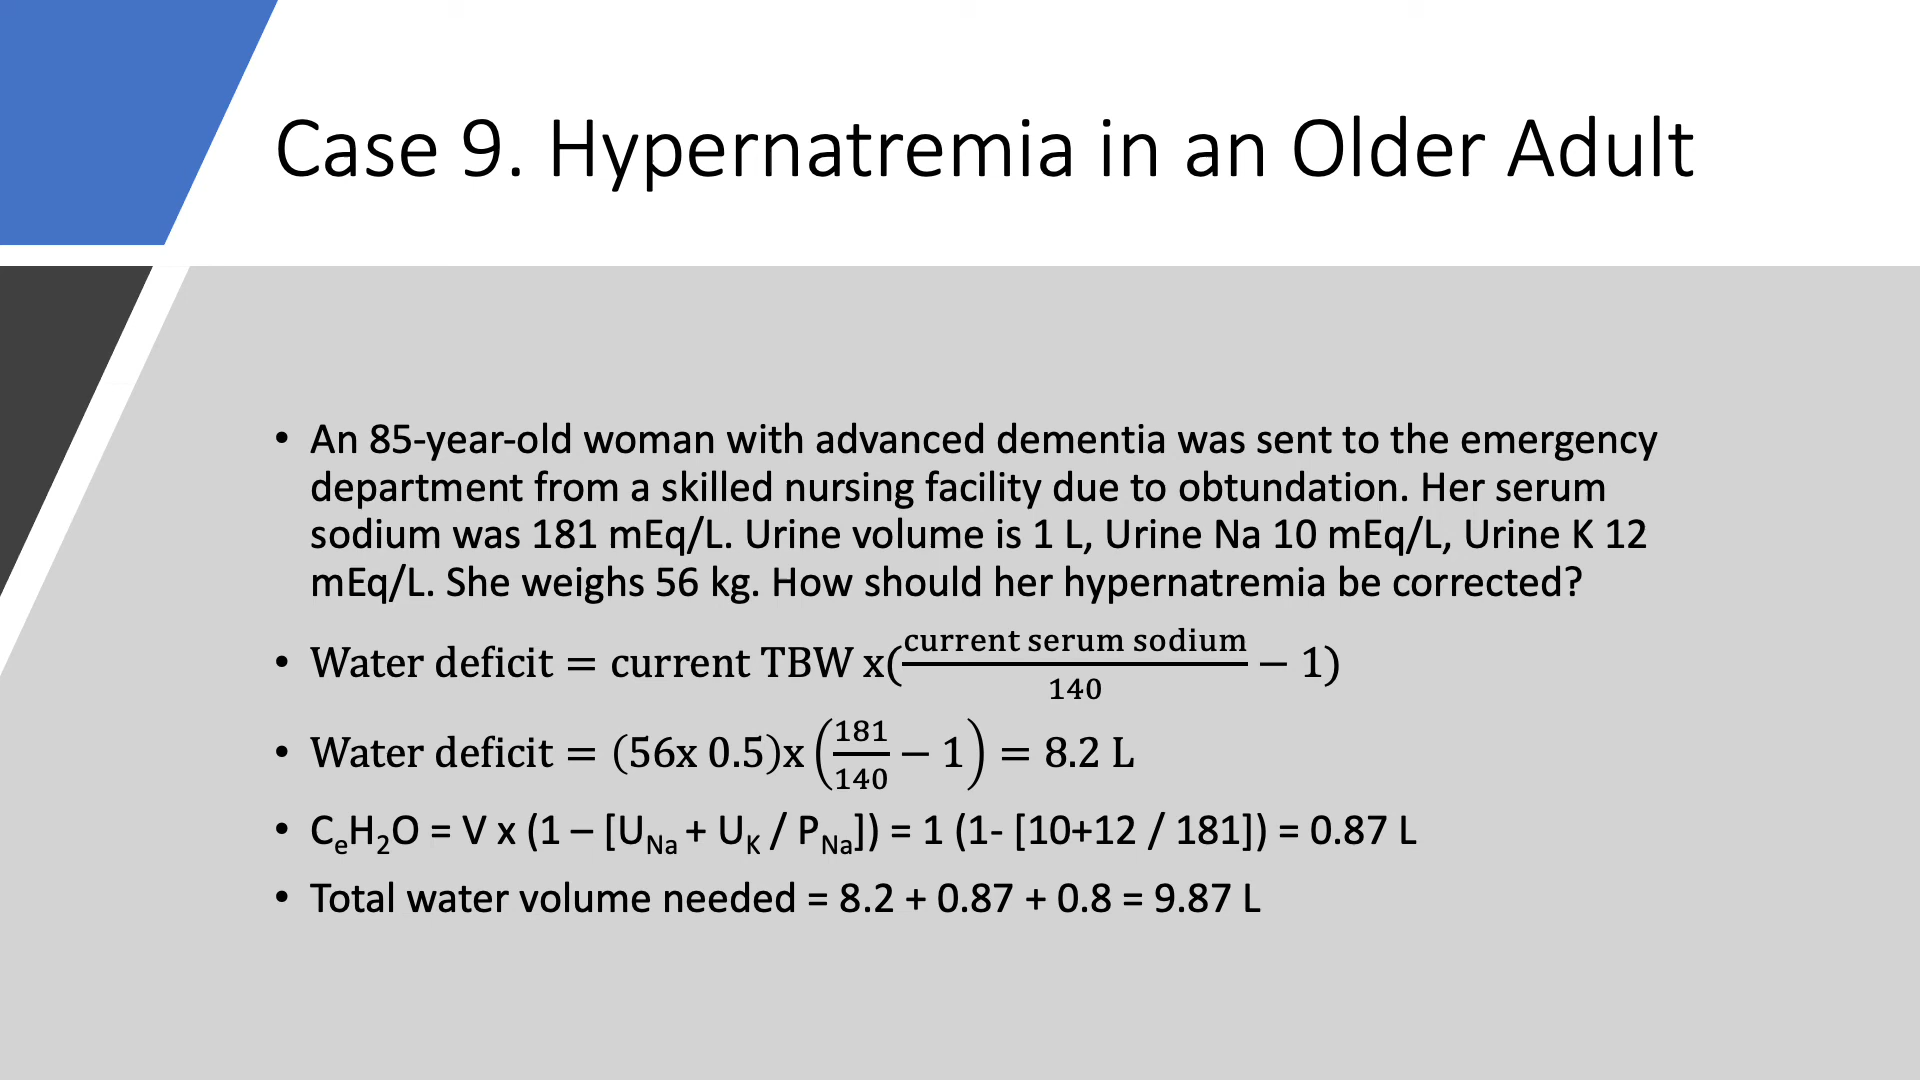 Case 9. Hypernatremia in an Older Adult
• An 85-year-old woman with advanced dementia was sent to the emergency
department from a skilled nursing facility due to obtundation. Her serum
sodium was 181 mEq/L. Urine volume is 1 L, Urine Na 10 mEq/L, Urine K 12
mEq/L. She weighs 56 kg. How should her hypernatremia be corrected?
• Water deficit = current TBW x(current serum sodium/140 − 1)
• Water deficit = (56x 0.5)x (181/140 − 1) = 8.2 L
• CₑH₂O = V x (1 – [U_Na + U_K / P_Na]) = 1 (1- [10+12 / 181]) = 0.87 L
• Total water volume needed = 8.2 + 0.87 + 0.8 = 9.87 L